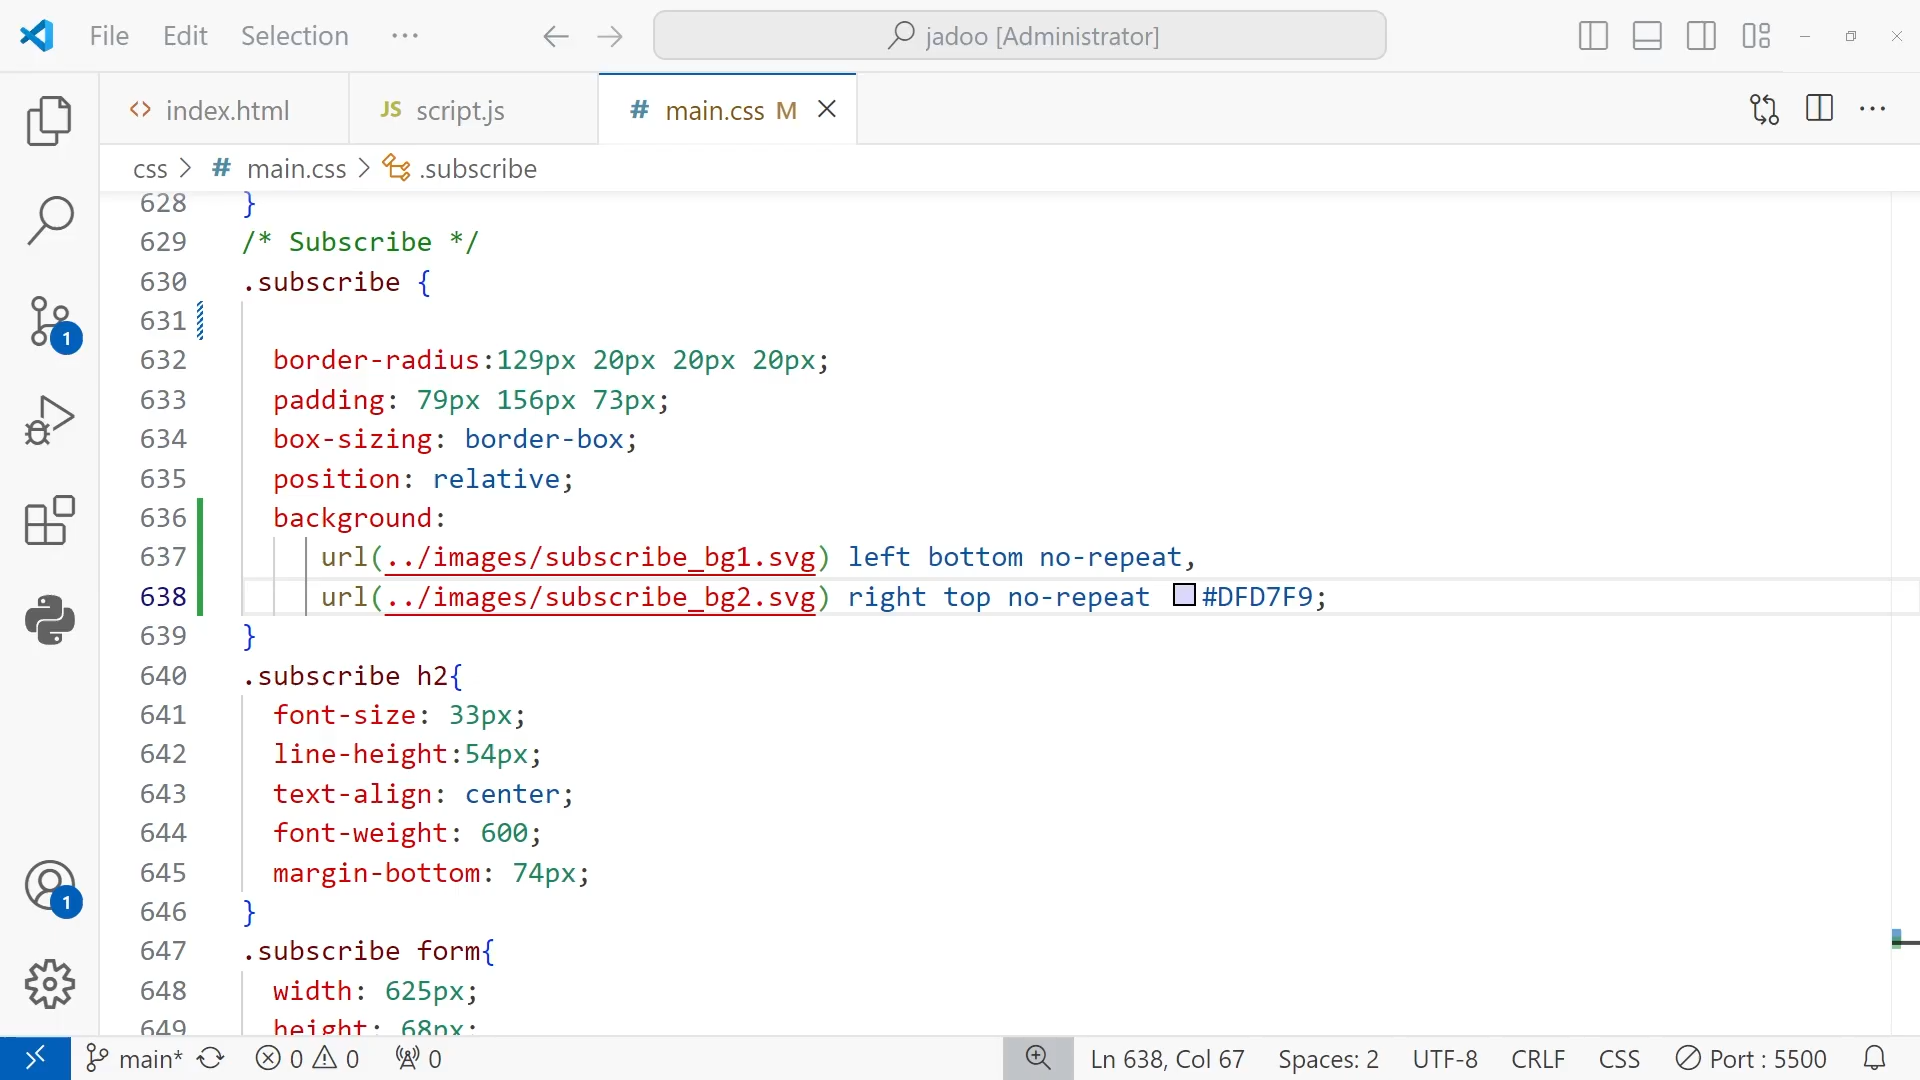 File Edit Selection ···
jadoo [Administrator]
<> index.html
JS script.js
# main.css M
css > # main.css > .subscribe
628 }
629 /* Subscribe */
630 .subscribe {
631
632 border-radius:129px 20px 20px 20px;
633 padding: 79px 156px 73px;
634 box-sizing: border-box;
635 position: relative;
636 background:
637 url(../images/subscribe_bg1.svg) left bottom no-repeat,
638 url(../images/subscribe_bg2.svg) right top no-repeat #DFD7F9;
639 }
640 .subscribe h2{
641 font-size: 33px;
642 line-height:54px;
643 text-align: center;
644 font-weight: 600;
645 margin-bottom: 74px;
646 }
647 .subscribe form{
648 width: 625px;
649 height: 68px;
1
1
main* 0 0 0 Ln 638, Col 67 Spaces: 2 UTF-8 CRLF CSS Port : 5500